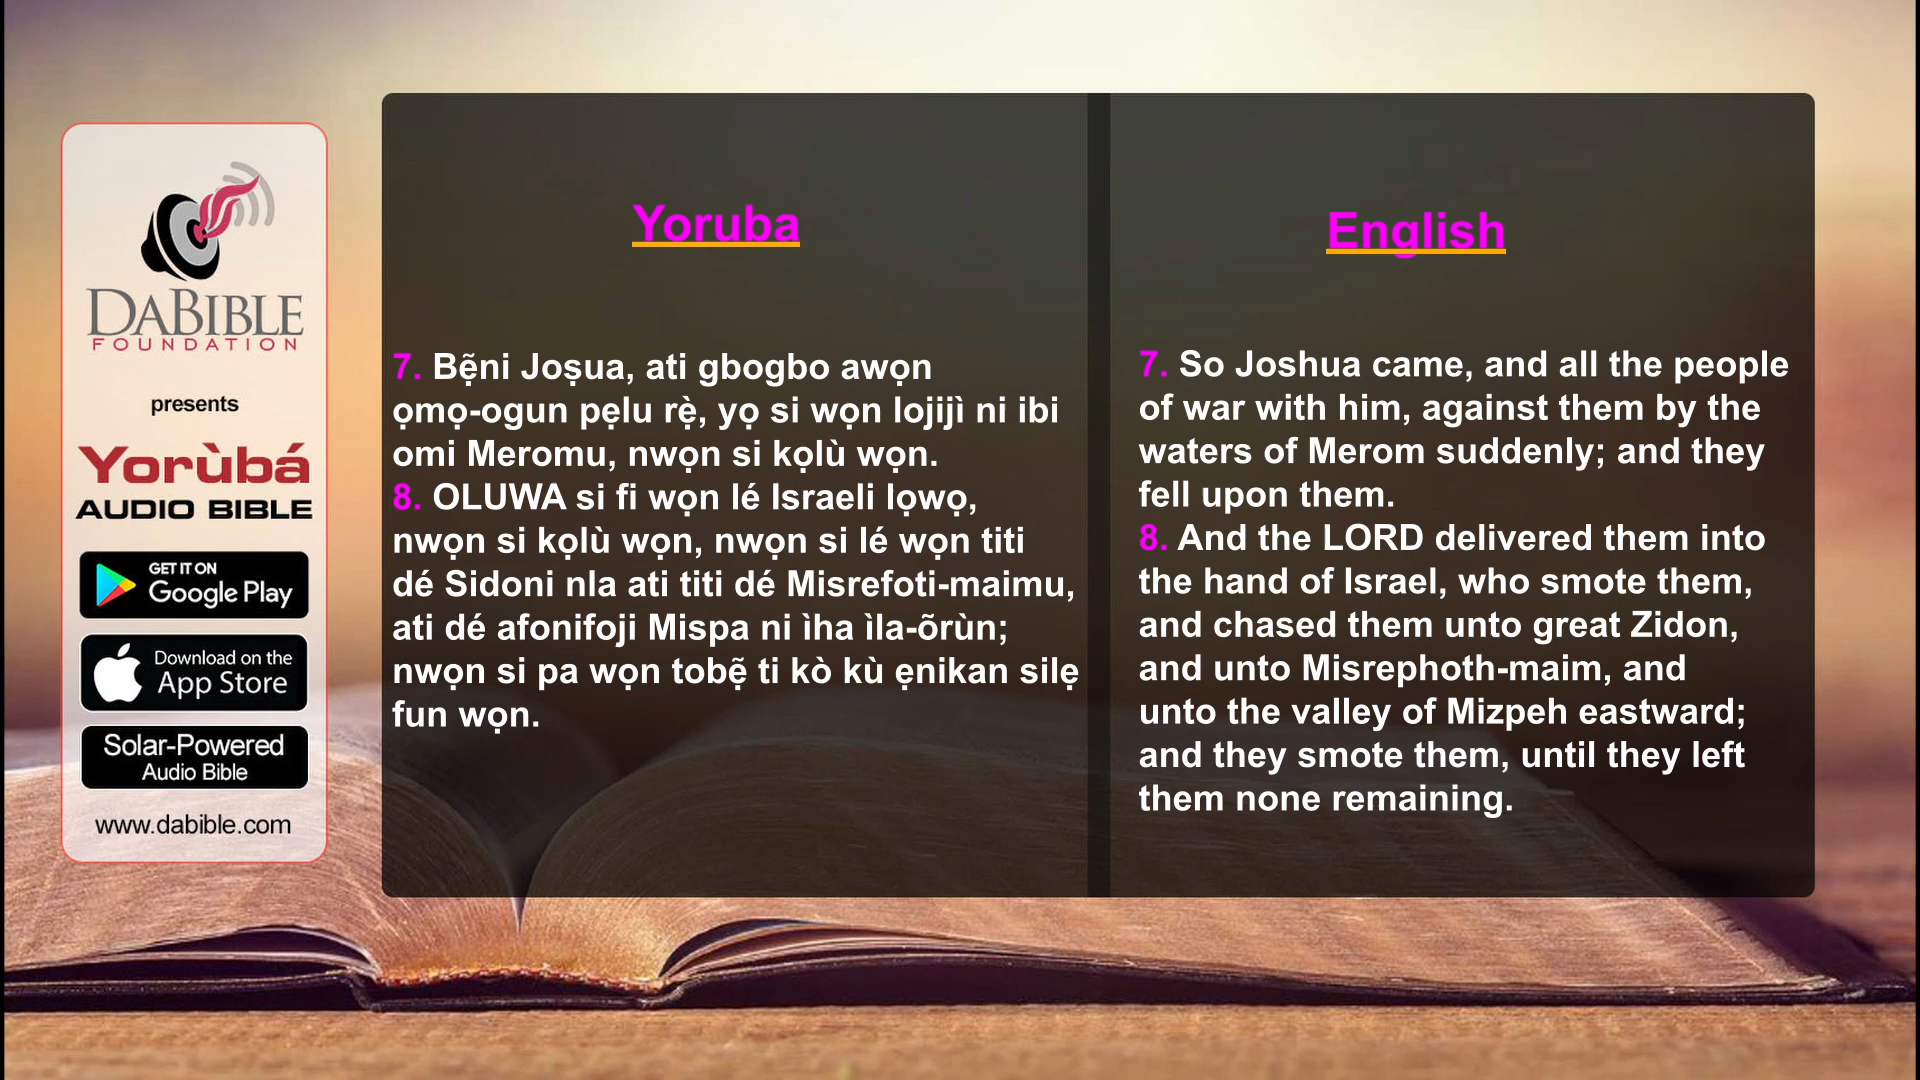 DABIBLE
FOUNDATION
presents
Yorùbá
AUDIO BIBLE
GET IT ON
Google Play
Download on the
App Store
Solar-Powered
Audio Bible
www.dabible.com
Yoruba
7. Bẹ̃ni Joṣua, ati gbogbo awọn
ọmọ-ogun pẹlu rẹ̀, yọ si wọn lojijì ni ibi
omi Meromu, nwọn si kọlù wọn.
8. OLUWA si fi wọn lé Israeli lọwọ,
nwọn si kọlù wọn, nwọn si lé wọn titi
dé Sidoni nla ati titi dé Misrefoti-maimu,
ati dé afonifoji Mispa ni ìha ìla-õrùn;
nwọn si pa wọn tobẹ̃ ti kò kù ẹnikan silẹ
fun wọn.
English
7. So Joshua came, and all the people
of war with him, against them by the
waters of Merom suddenly; and they
fell upon them.
8. And the LORD delivered them into
the hand of Israel, who smote them,
and chased them unto great Zidon,
and unto Misrephoth-maim, and
unto the valley of Mizpeh eastward;
and they smote them, until they left
them none remaining.